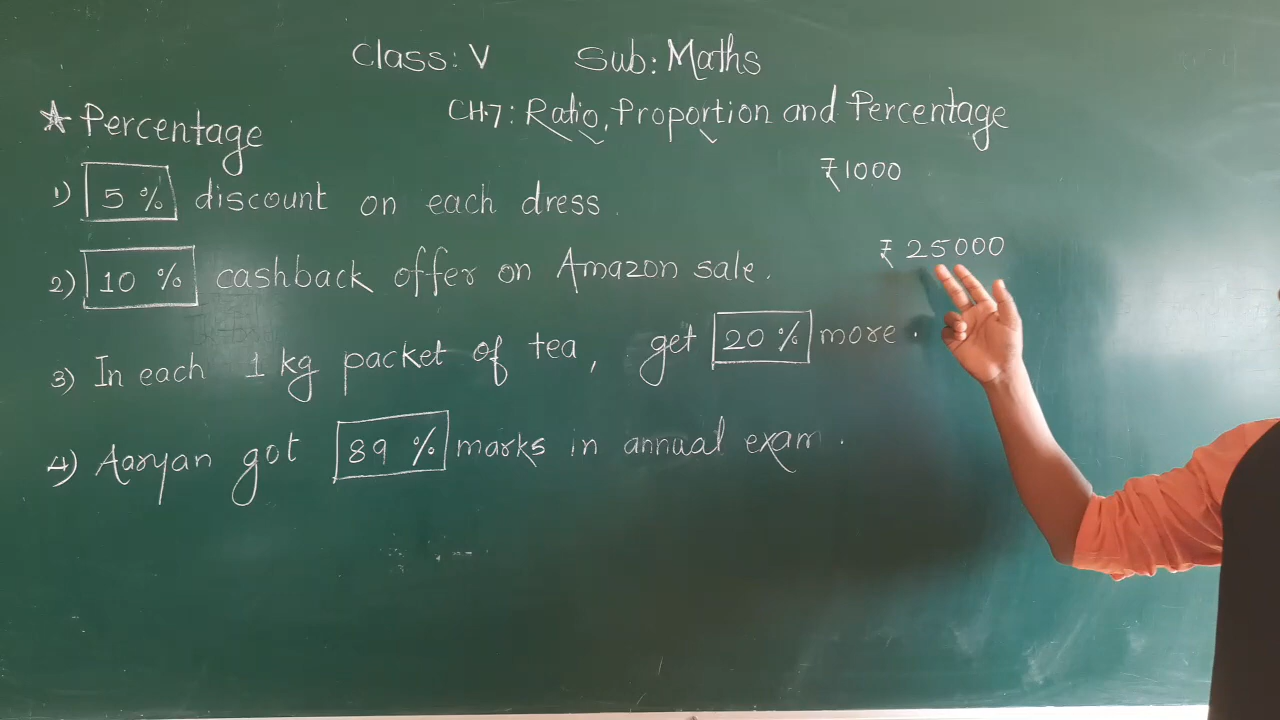 Class: V Sub: Maths
CH.7: Ratio, Proportion and Percentage
★ Percentage
₹1000
1) 5 % discount on each dress.
₹ 25000
2) 10 % cashback offer on Amazon sale.
3) In each 1 kg packet of tea, get 20 % more.
4) Aaryan got 89 % marks in annual exam.